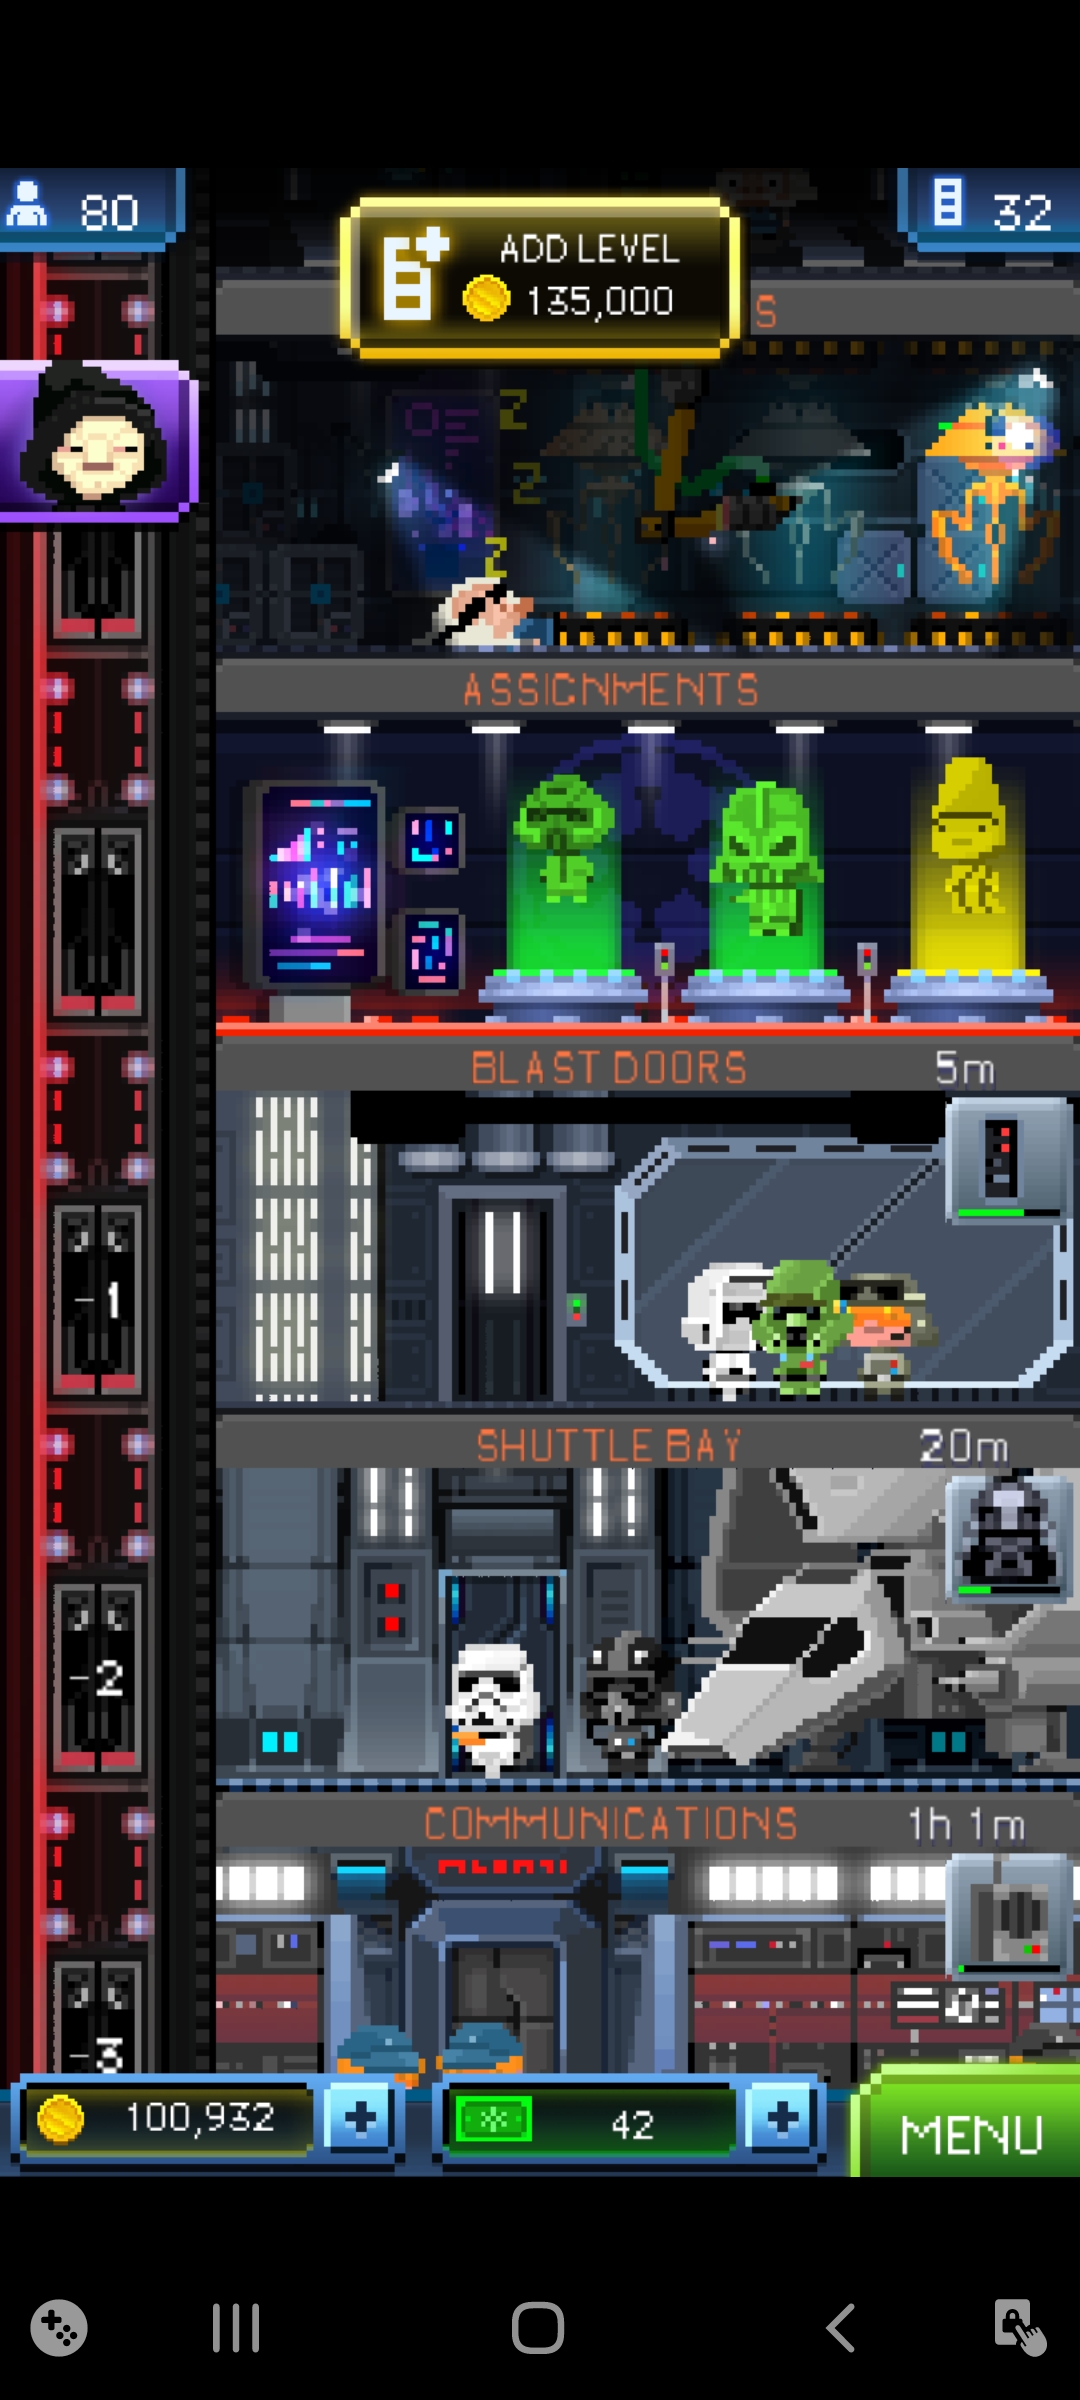 80
ADD LEVEL
135,000
32
S
Z
Z
Z
ASSIGNMENTS
BLAST DOORS 5m
-1
SHUTTLE BAY 20m
-2
COMMUNICATIONS 1h 1m
-3
100,932
42
MENU